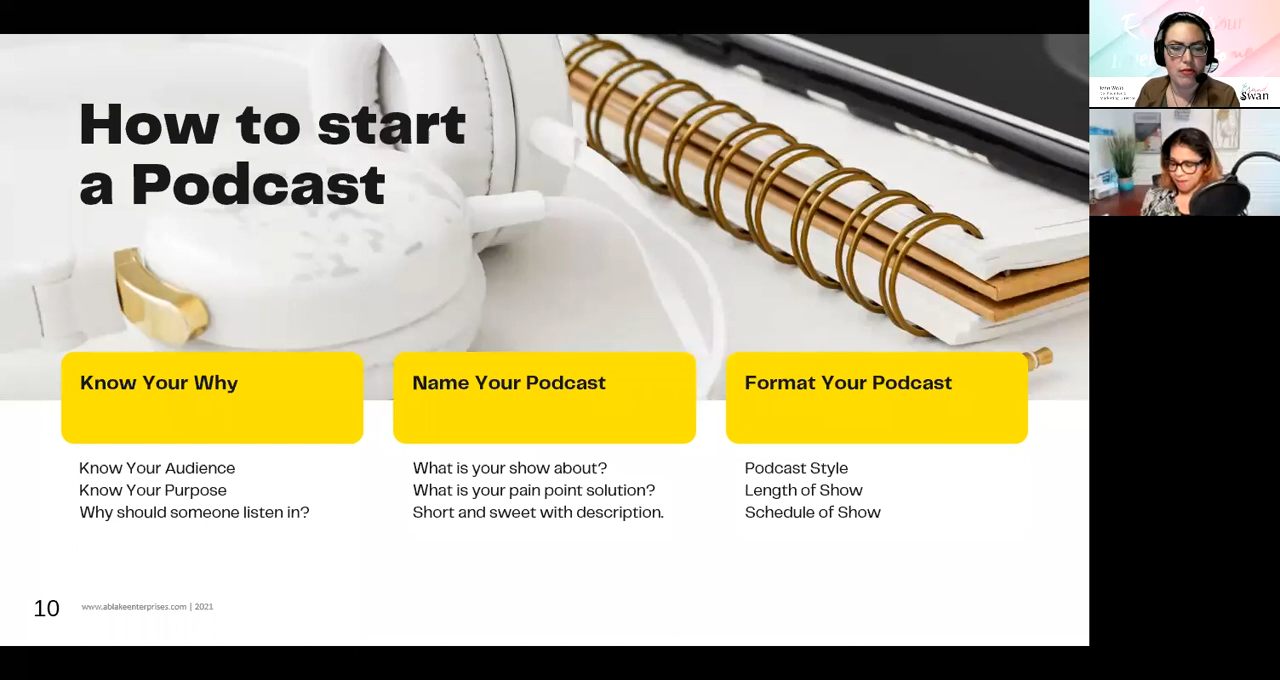 How to start
a Podcast
Know Your Why
Know Your Audience
Know Your Purpose
Why should someone listen in?
Name Your Podcast
What is your show about?
What is your pain point solution?
Short and sweet with description.
Format Your Podcast
Podcast Style
Length of Show
Schedule of Show
10
www.ablakeenterprises.com | 2021
swan